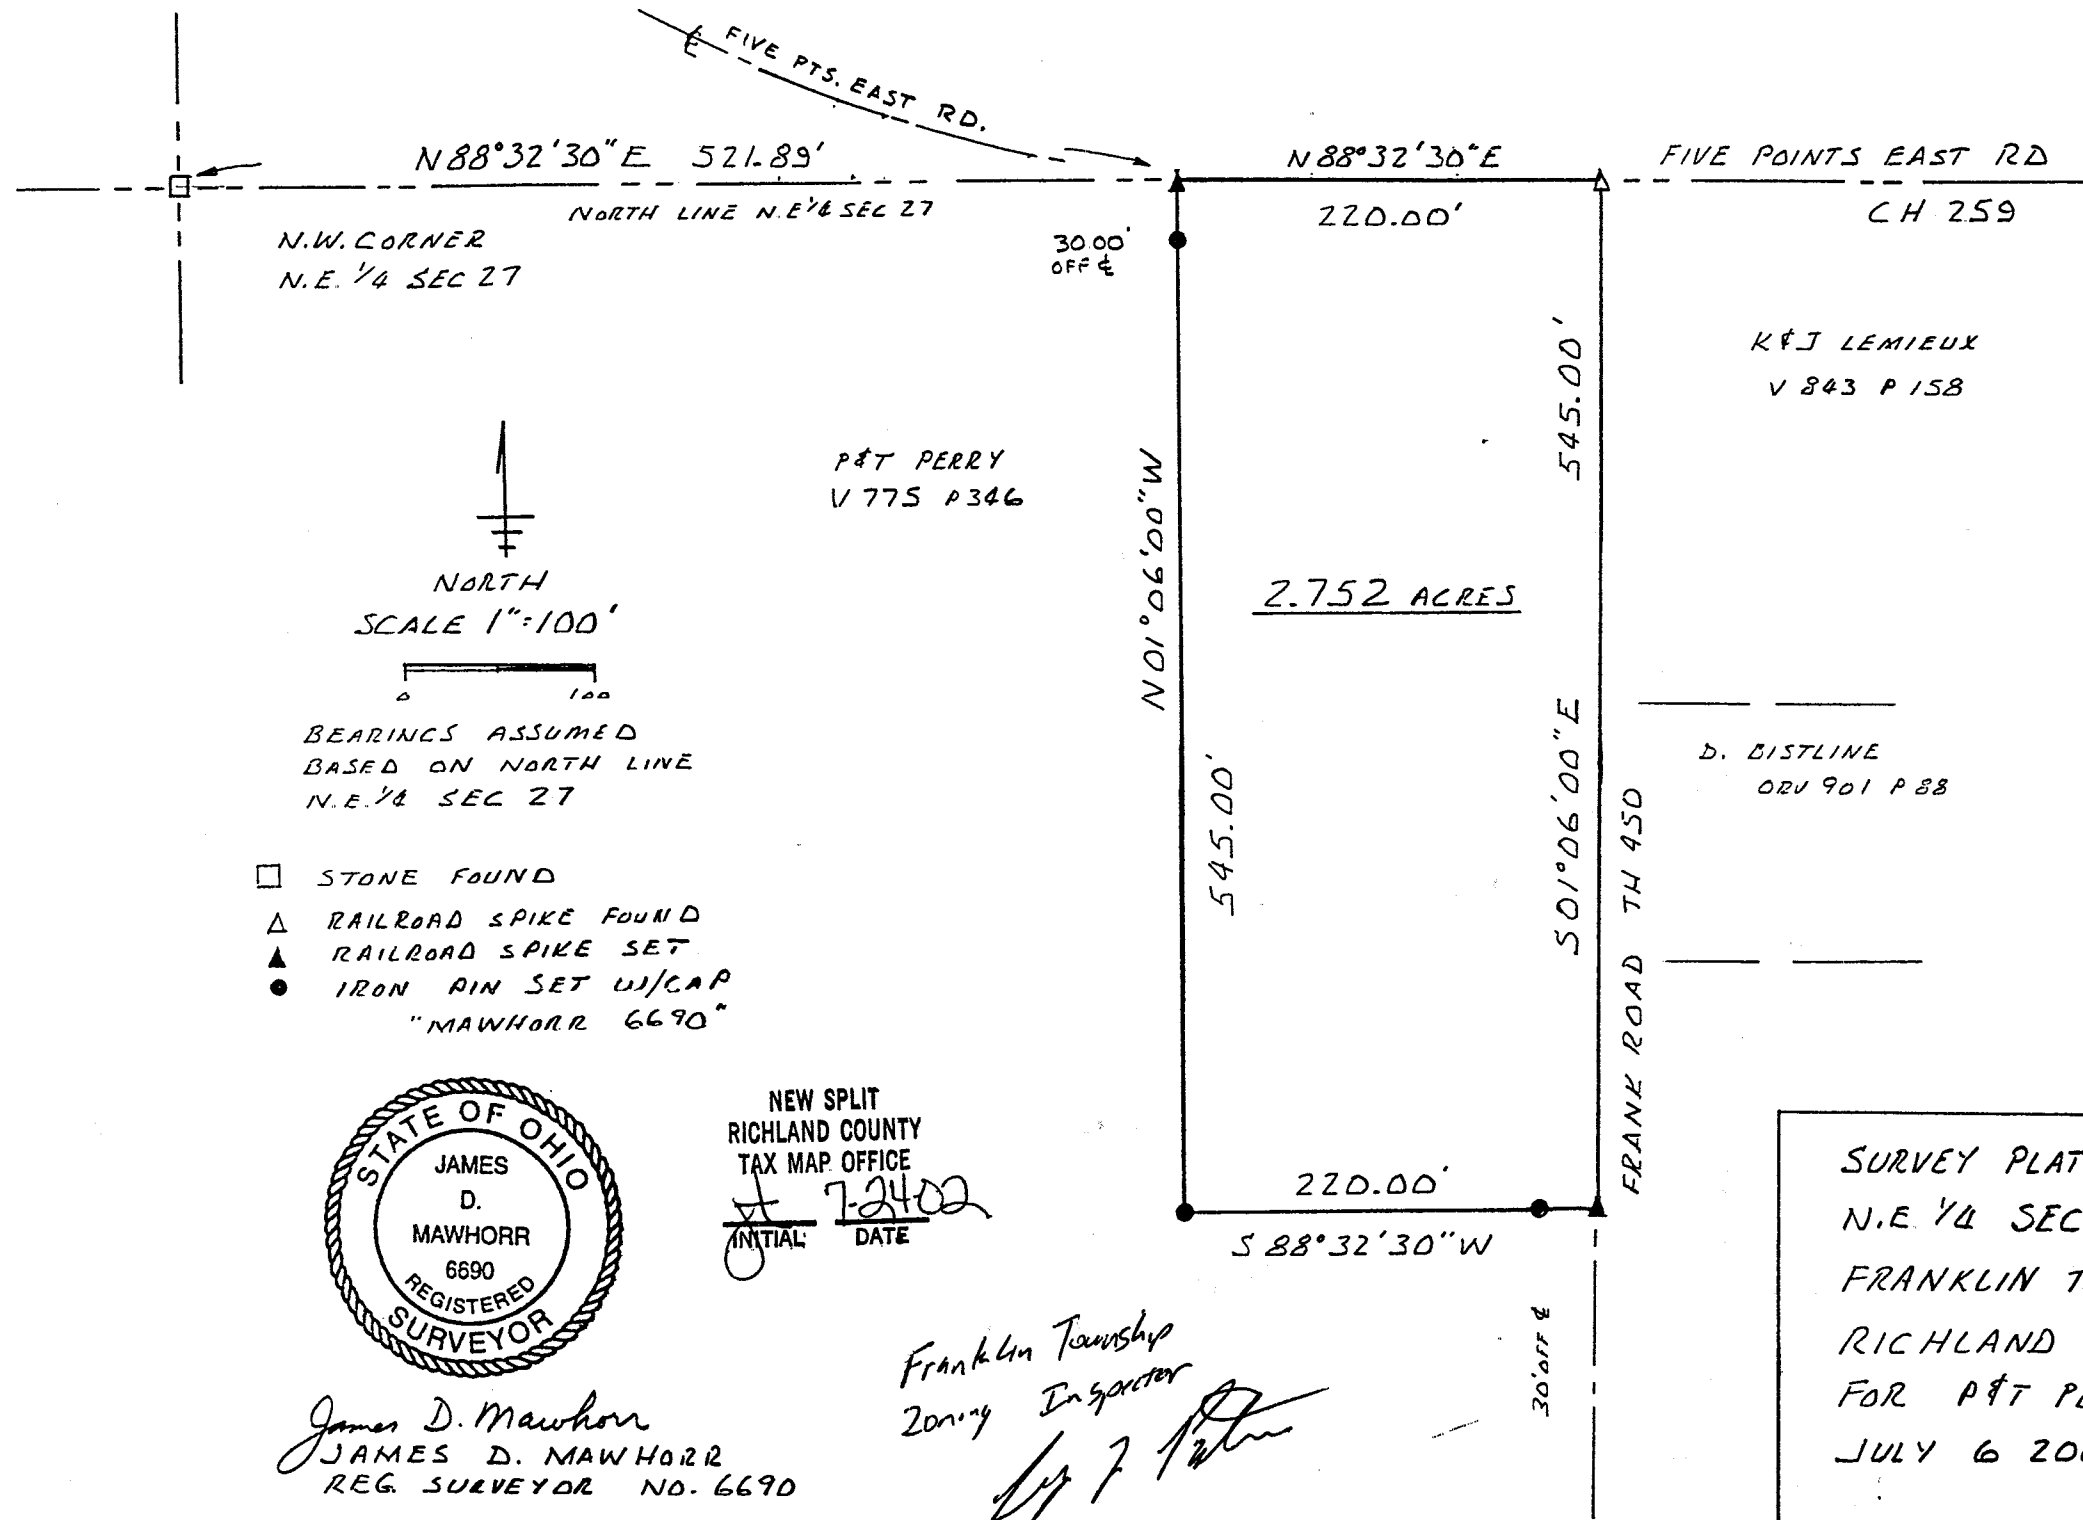 ℄ FIVE PTS. EAST RD.
N 88°32'30" E 521.89'
N 88°32'30" E
FIVE POINTS EAST RD
NORTH LINE N.E 1/4 SEC 27
220.00'
CH 259
N.W. CORNER
N.E. 1/4 SEC 27
30.00'
OFF ℄
K & J LEMIEUX
V 843 P 158
545.00'
P & T PERRY
V 775 P 346
N 01°06'00" W
NORTH
SCALE 1":100'
0 100
2.752 ACRES
BEARINGS ASSUMED
BASED ON NORTH LINE
N.E. 1/4 SEC 27
545.00'
S 01°06'00" E
D. BISTLINE
ORV 901 P 88
FRANK ROAD TH 450
STONE FOUND
RAILROAD SPIKE FOUND
RAILROAD SPIKE SET
IRON PIN SET W/CAP
"MAWHORR 6690"
STATE OF OHIO
JAMES
D.
MAWHORR
6690
REGISTERED
SURVEYOR
NEW SPLIT
RICHLAND COUNTY
TAX MAP OFFICE
7-24-02
INITIAL DATE
220.00'
S 88°32'30" W
30' OFF ℄
Franklin Township
Zoning Inspector
James D. Mawhorr
JAMES D. MAWHORR
REG. SURVEYOR NO. 6690
SURVEY PLAT
N.E 1/4 SEC
FRANKLIN T
RICHLAND
FOR P & T PE
JULY 6 200